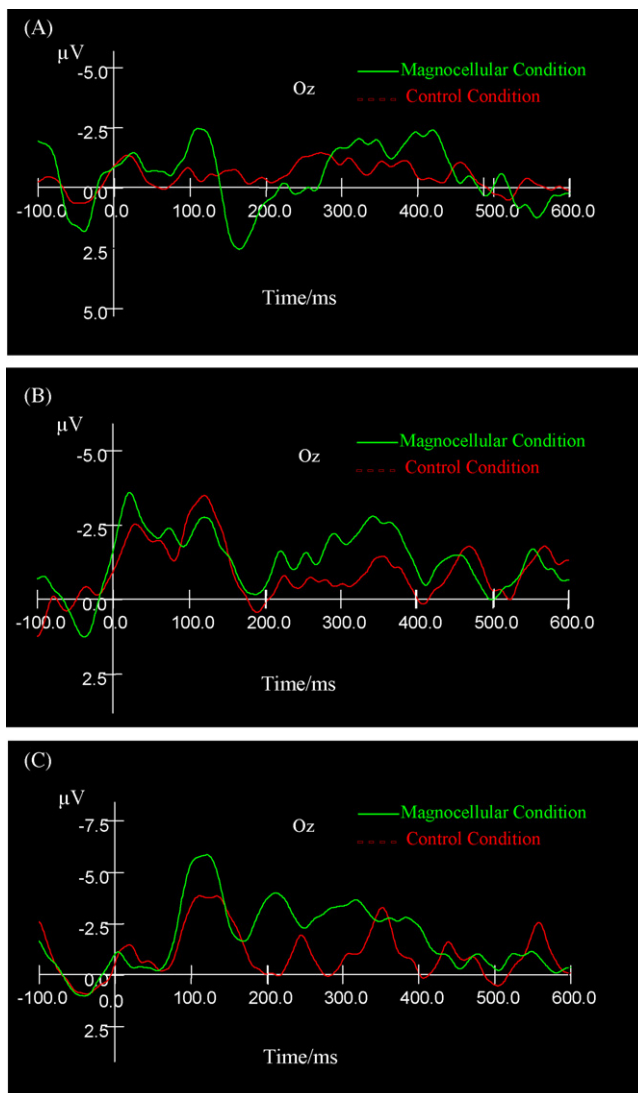 (A)
µV
-5.0
Oz
Magnocellular Condition
Control Condition
-2.5
0.0
-100.0 0.0 100.0 200.0 300.0 400.0 500.0 600.0
2.5
5.0
Time/ms
(B)
µV
-5.0
Oz
Magnocellular Condition
Control Condition
-2.5
0.0
-100.0 0.0 100.0 200.0 300.0 400.0 500.0 600.0
2.5
Time/ms
(C)
µV
-7.5
Oz
Magnocellular Condition
Control Condition
-5.0
-2.5
0.0
-100.0 0.0 100.0 200.0 300.0 400.0 500.0 600.0
2.5
Time/ms